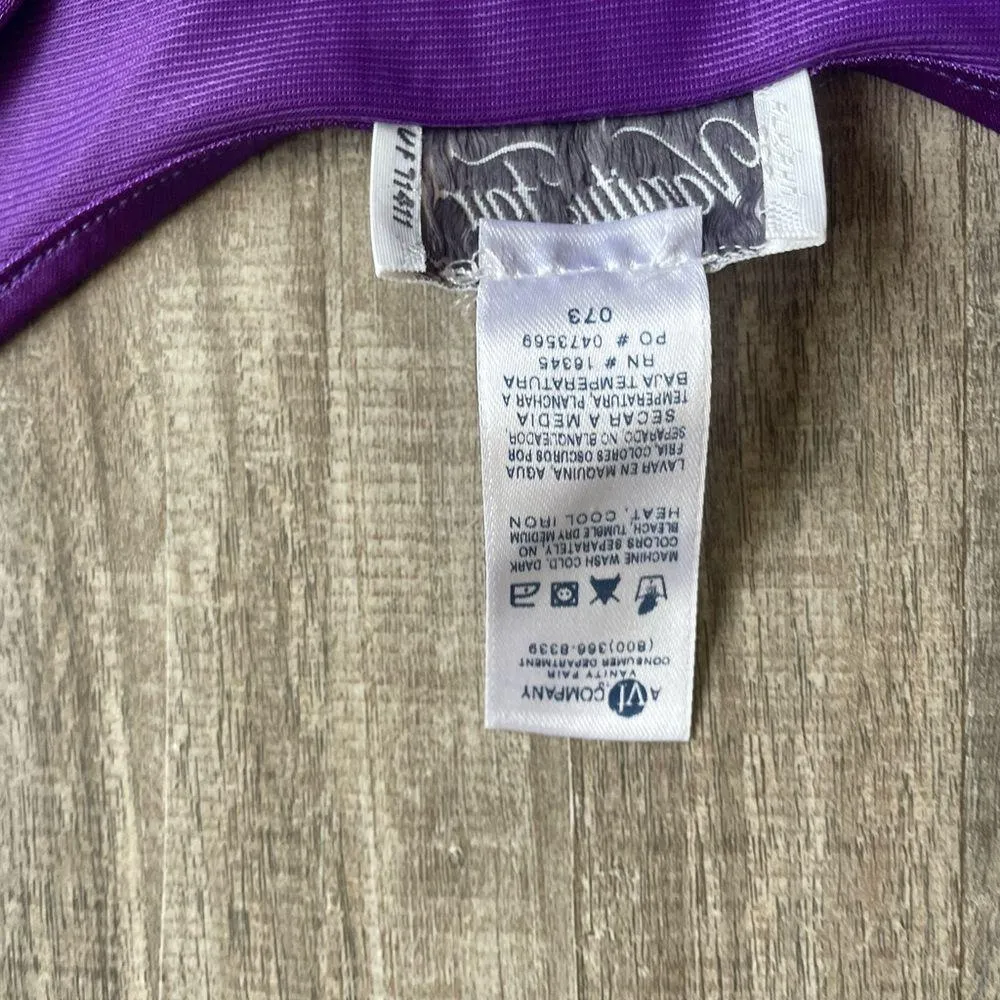 Vanity Fair
VF71411
A VF COMPANY
VANITY FAIR
CONSUMER DEPARTMENT
(800)366-8339
MACHINE WASH COLD, DARK
COLORS SEPARATELY, NO
BLEACH, TUMBLE DRY MEDIUM
HEAT, COOL IRON
LAVAR EN MAQUINA, AGUA
FRIA, COLORES OSCUROS POR
SEPARADO NO BLANQUEADOR
SECAR A MEDIA
TEMPERATURA, PLANCHAR A
BAJA TEMPERATURA
RN # 16345
PO # 0473569
073